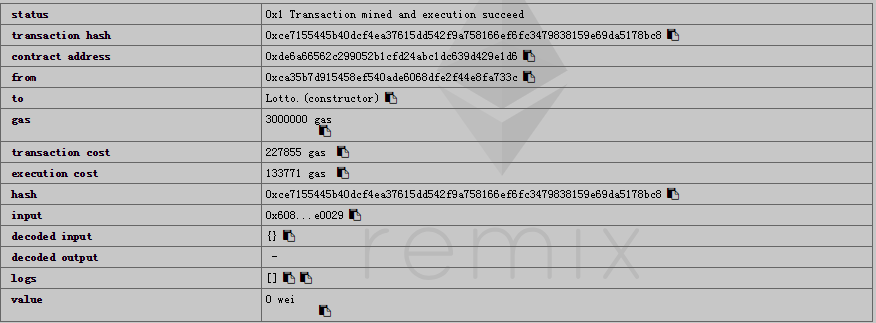 status 0x1 Transaction mined and execution succeed
transaction hash 0xce7155445b40dcf4ea37615dd542f9a758166ef6fc3479838159e69da5178bc8
contract address 0xde6a66562c299052b1cfd24abc1dc639d429e1d6
from 0xca35b7d915458ef540ade6068dfe2f44e8fa733c
to Lotto.(constructor)
gas 3000000 gas
transaction cost 227855 gas
execution cost 133771 gas
hash 0xce7155445b40dcf4ea37615dd542f9a758166ef6fc3479838159e69da5178bc8
input 0x608...e0029
decoded input {}
decoded output -
logs []
value 0 wei
remix